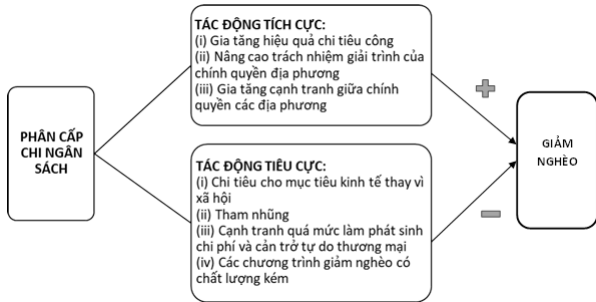 TÁC ĐỘNG TÍCH CỰC:
(i) Gia tăng hiệu quả chi tiêu công
(ii) Nâng cao trách nhiệm giải trình của
chính quyền địa phương
(iii) Gia tăng cạnh tranh giữa chính
quyền các địa phương
PHÂN CẤP
CHI NGÂN
SÁCH
TÁC ĐỘNG TIÊU CỰC:
(i) Chi tiêu cho mục tiêu kinh tế thay vì
xã hội
(ii) Tham nhũng
(iii) Cạnh tranh quá mức làm phát sinh
chi phí và cản trở tự do thương mại
(iv) Các chương trình giảm nghèo có
chất lượng kém
GIẢM
NGHÈO